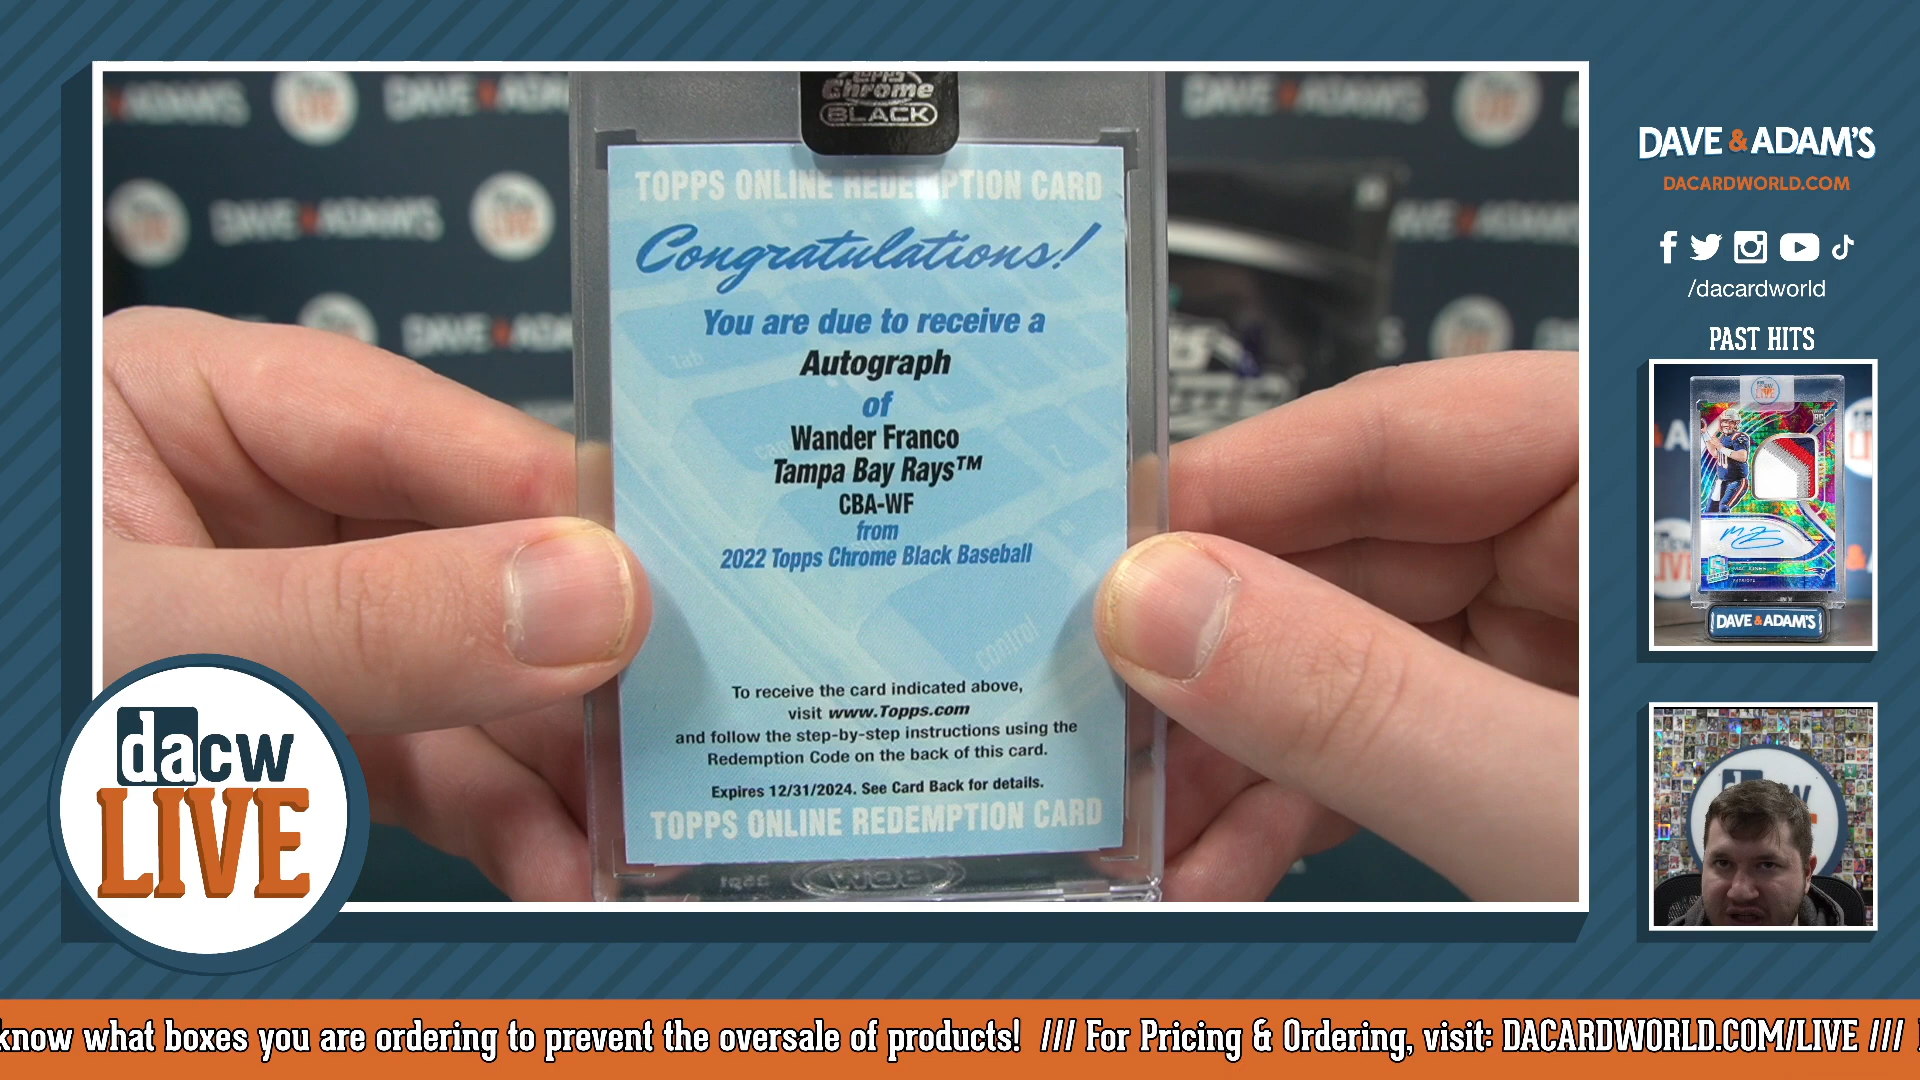 Topps
Chrome
BLACK
TOPPS ONLINE REDEMPTION CARD
Congratulations!
You are due to receive a
Autograph
of
Wander Franco
Tampa Bay Rays™
CBA-WF
from
2022 Topps Chrome Black Baseball
control
To receive the card indicated above,
visit www.Topps.com
and follow the step-by-step instructions using the
Redemption Code on the back of this card.
Expires 12/31/2024. See Card Back for details.
TOPPS ONLINE REDEMPTION CARD
DAVE & ADAM'S
DACARDWORLD.COM
/dacardworld
PAST HITS
DAVE & ADAM'S
dacw
LIVE
know what boxes you are ordering to prevent the oversale of products! /// For Pricing & Ordering, visit: DACARDWORLD.COM/LIVE ///